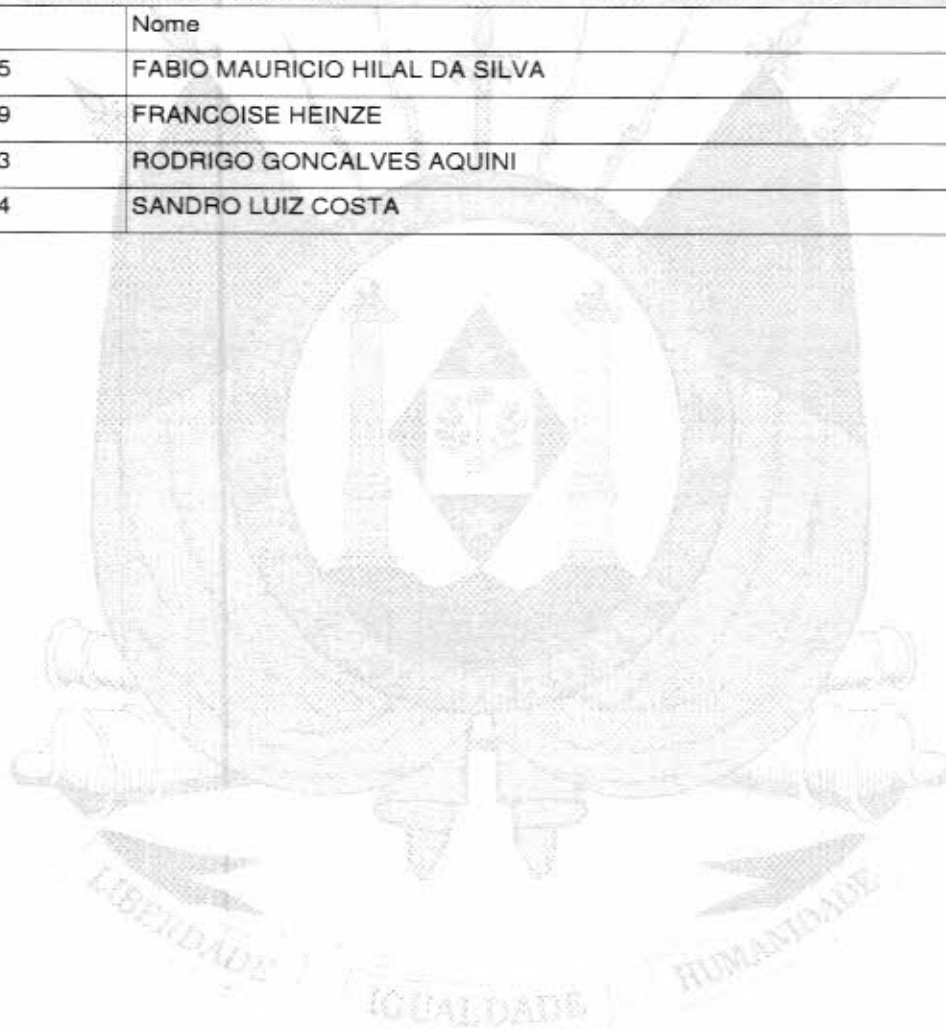 Nome
5 FABIO MAURICIO HILAL DA SILVA
9 FRANCOISE HEINZE
3 RODRIGO GONCALVES AQUINI
4 SANDRO LUIZ COSTA
LIBERDADE IGUALDADE HUMANIDADE